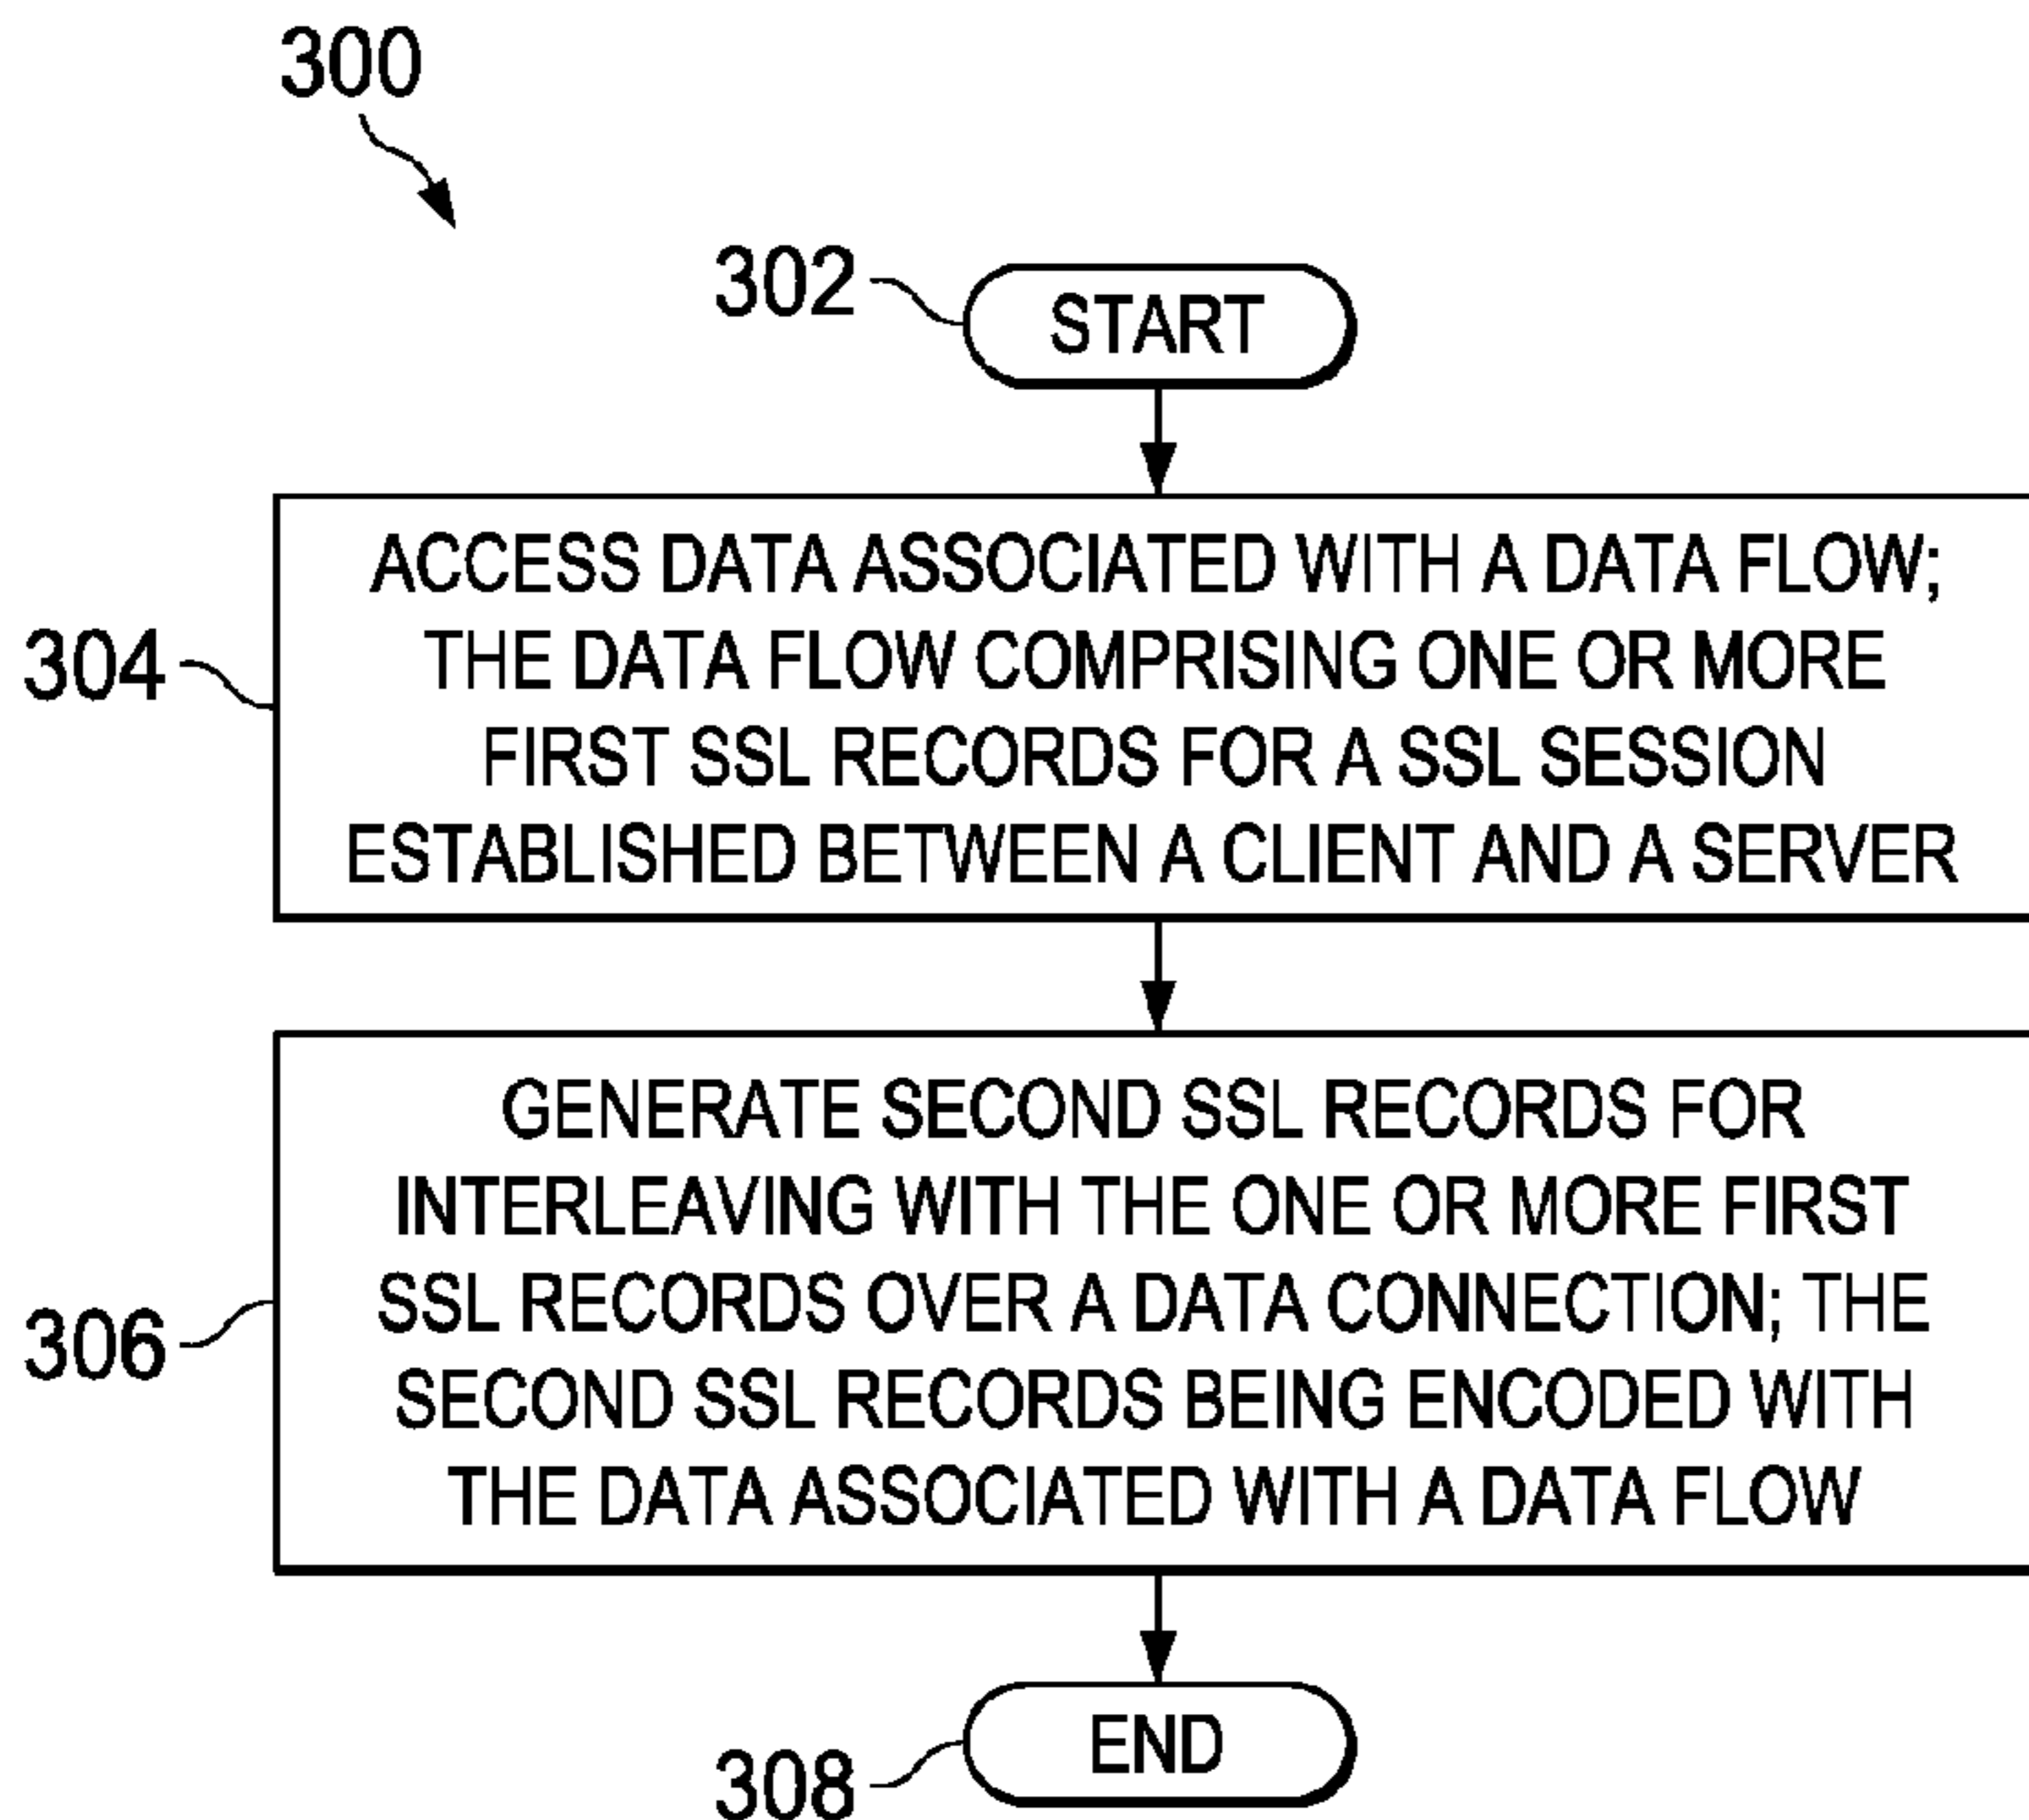 300
302
START
304
ACCESS DATA ASSOCIATED WITH A DATA FLOW;
THE DATA FLOW COMPRISING ONE OR MORE
FIRST SSL RECORDS FOR A SSL SESSION
ESTABLISHED BETWEEN A CLIENT AND A SERVER
306
GENERATE SECOND SSL RECORDS FOR
INTERLEAVING WITH THE ONE OR MORE FIRST
SSL RECORDS OVER A DATA CONNECTION; THE
SECOND SSL RECORDS BEING ENCODED WITH
THE DATA ASSOCIATED WITH A DATA FLOW
308
END